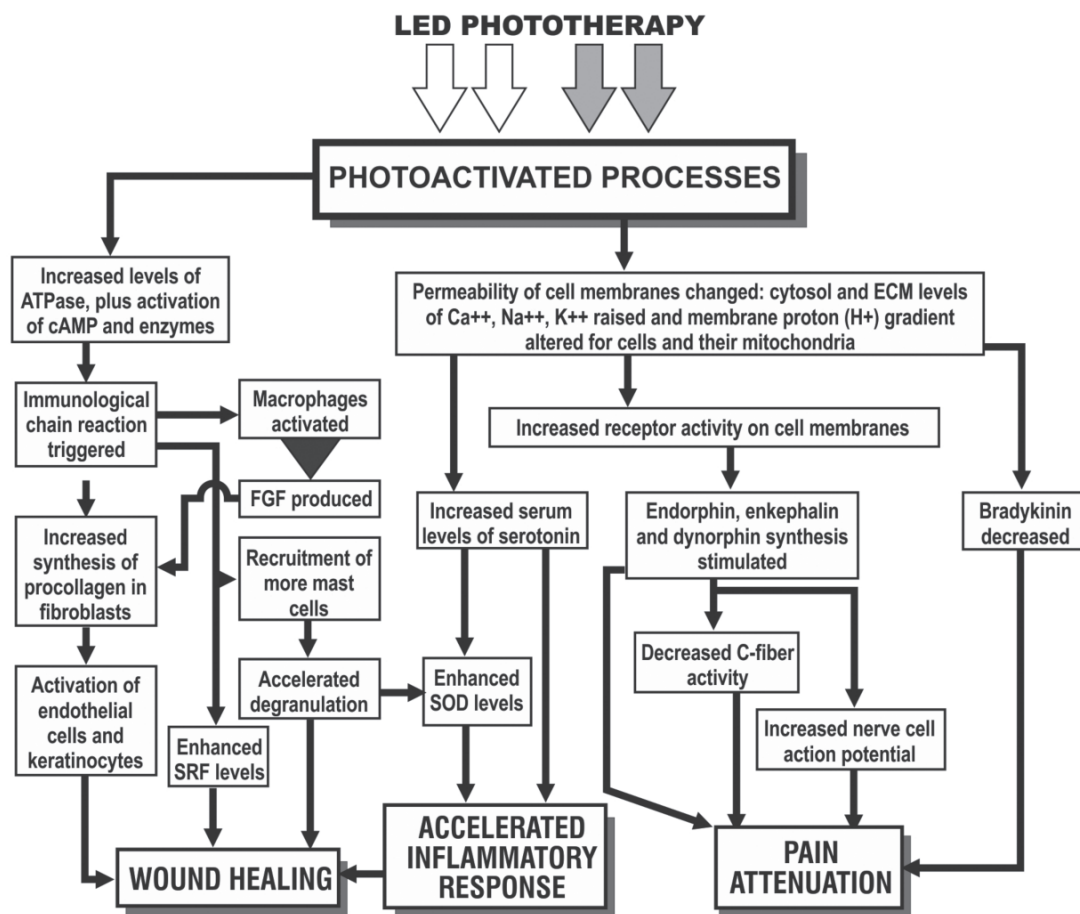 LED PHOTOTHERAPY
PHOTOACTIVATED PROCESSES
Increased levels of
ATPase, plus activation
of cAMP and enzymes
Permeability of cell membranes changed: cytosol and ECM levels
of Ca++, Na++, K++ raised and membrane proton (H+) gradient
altered for cells and their mitochondria
Immunological
chain reaction
triggered
Macrophages
activated
Increased receptor activity on cell membranes
FGF produced
Increased serum
levels of serotonin
Endorphin, enkephalin
and dynorphin synthesis
stimulated
Bradykinin
decreased
Increased
synthesis of
procollagen in
fibroblasts
Recruitment of
more mast
cells
Decreased C-fiber
activity
Activation of
endothelial
cells and
keratinocytes
Accelerated
degranulation
Enhanced
SOD levels
Enhanced
SRF levels
Increased nerve cell
action potential
WOUND HEALING
ACCELERATED
INFLAMMATORY
RESPONSE
PAIN
ATTENUATION